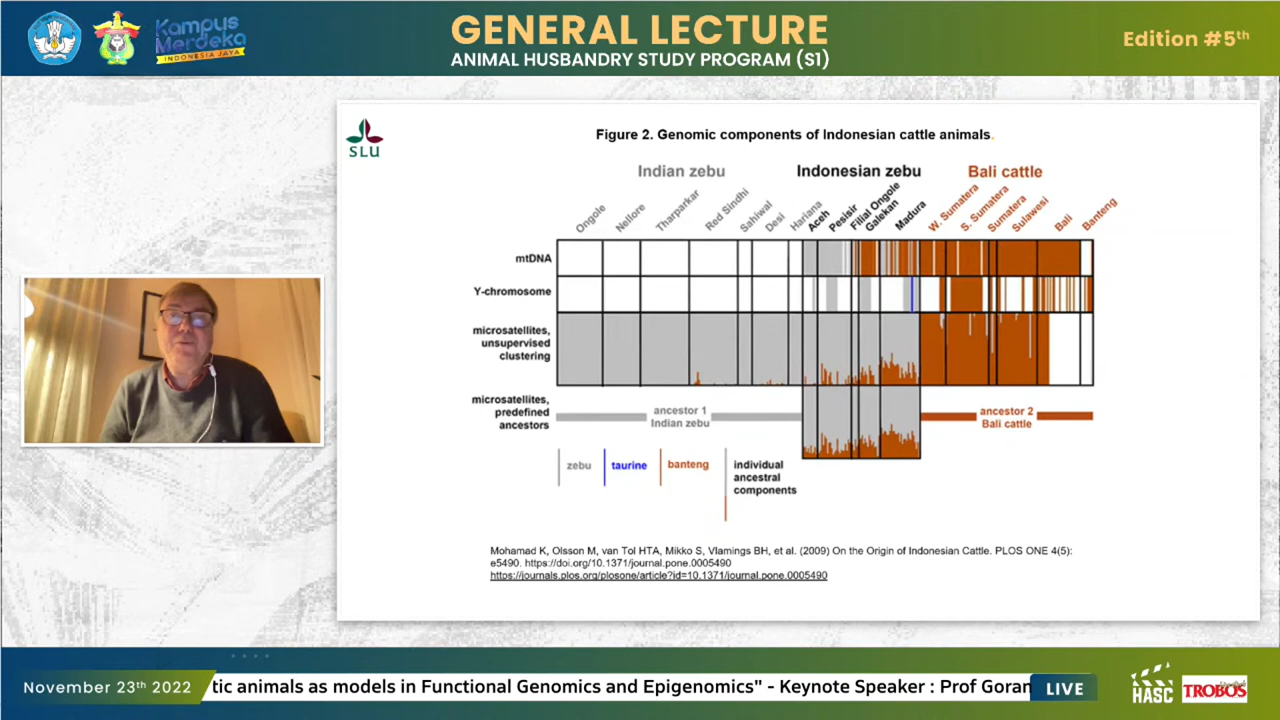 Kampus
Merdeka
INDONESIA JAYA
GENERAL LECTURE
ANIMAL HUSBANDRY STUDY PROGRAM (S1)
Edition #5th
SLU
Figure 2. Genomic components of Indonesian cattle animals.
Indian zebu
Indonesian zebu
Bali cattle
Ongole
Nellore
Tharparkar
Red Sindhi
Sahiwal
Desi
Hariana
Aceh
Pesisir
Filial Ongole
Galekan
Madura
W. Sumatera
S. Sumatera
Sumatera
Sulawesi
Bali
Banteng
mtDNA
Y-chromosome
microsatellites,
unsupervised
clustering
microsatellites,
predefined
ancestors
ancestor 1
Indian zebu
ancestor 2
Bali cattle
zebu
taurine
banteng
individual
ancestral
components
Mohamad K, Olsson M, van Tol HTA, Mikko S, Vlamings BH, et al. (2009) On the Origin of Indonesian Cattle. PLOS ONE 4(5):
e5490. https://doi.org/10.1371/journal.pone.0005490
https://journals.plos.org/plosone/article?id=10.1371/journal.pone.0005490
November 23th 2022
tic animals as models in Functional Genomics and Epigenomics" - Keynote Speaker : Prof Goran
LIVE
HASC
TROBOS